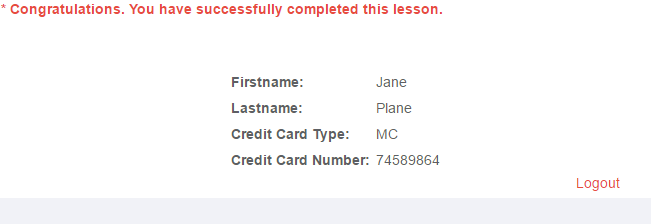 * Congratulations. You have successfully completed this lesson.
Firstname: Jane
Lastname: Plane
Credit Card Type: MC
Credit Card Number: 74589864
Logout